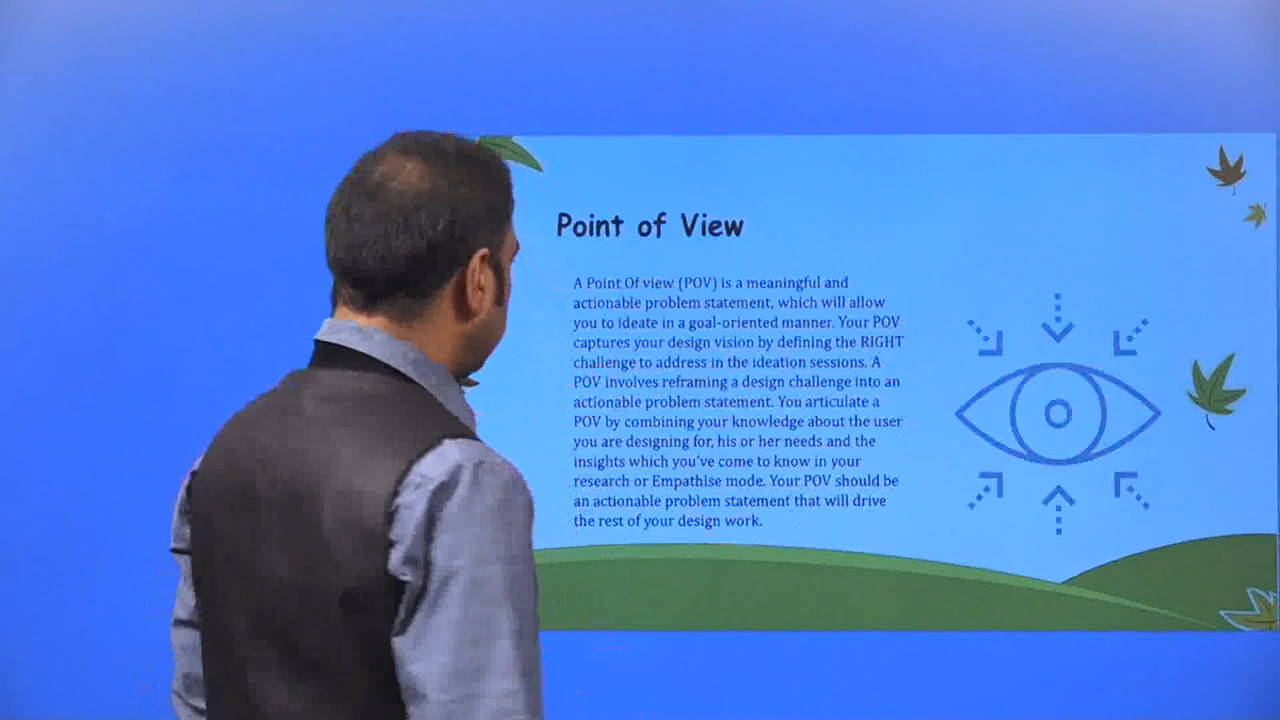 Point of View
A Point Of view (POV) is a meaningful and
actionable problem statement, which will allow
you to ideate in a goal-oriented manner. Your POV
captures your design vision by defining the RIGHT
challenge to address in the ideation sessions. A
POV involves reframing a design challenge into an
actionable problem statement. You articulate a
POV by combining your knowledge about the user
you are designing for, his or her needs and the
insights which you've come to know in your
research or Empathise mode. Your POV should be
an actionable problem statement that will drive
the rest of your design work.